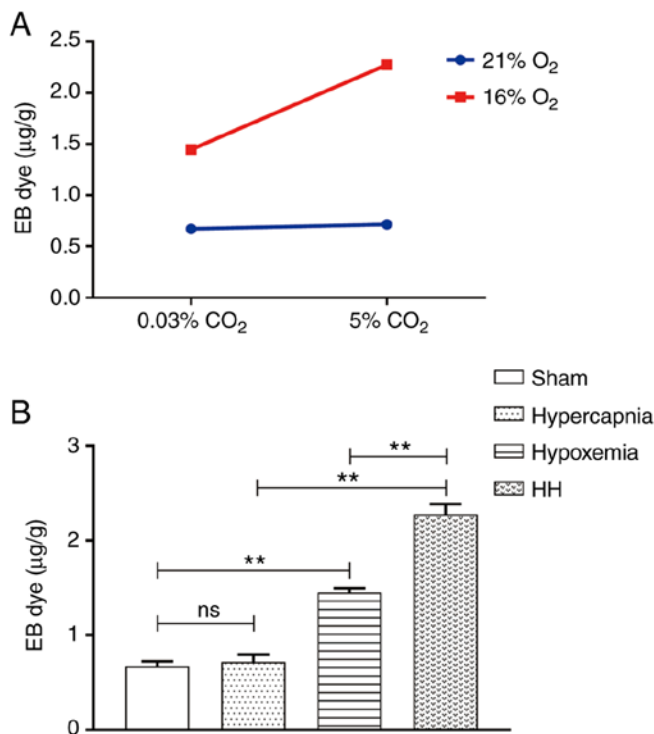 A
EB dye (µg/g)
2.5
2.0
1.5
1.0
0.5
0.0
0.03% CO₂
5% CO₂
21% O₂
16% O₂
B
EB dye (µg/g)
3
2
1
0
ns
**
**
**
Sham
Hypercapnia
Hypoxemia
HH